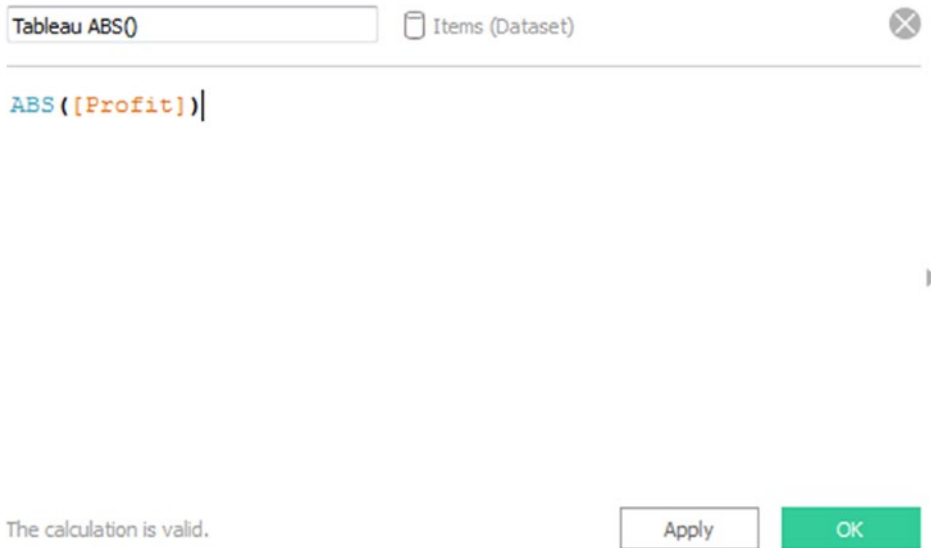 Tableau ABS() Items (Dataset)
ABS([Profit])
The calculation is valid. Apply OK